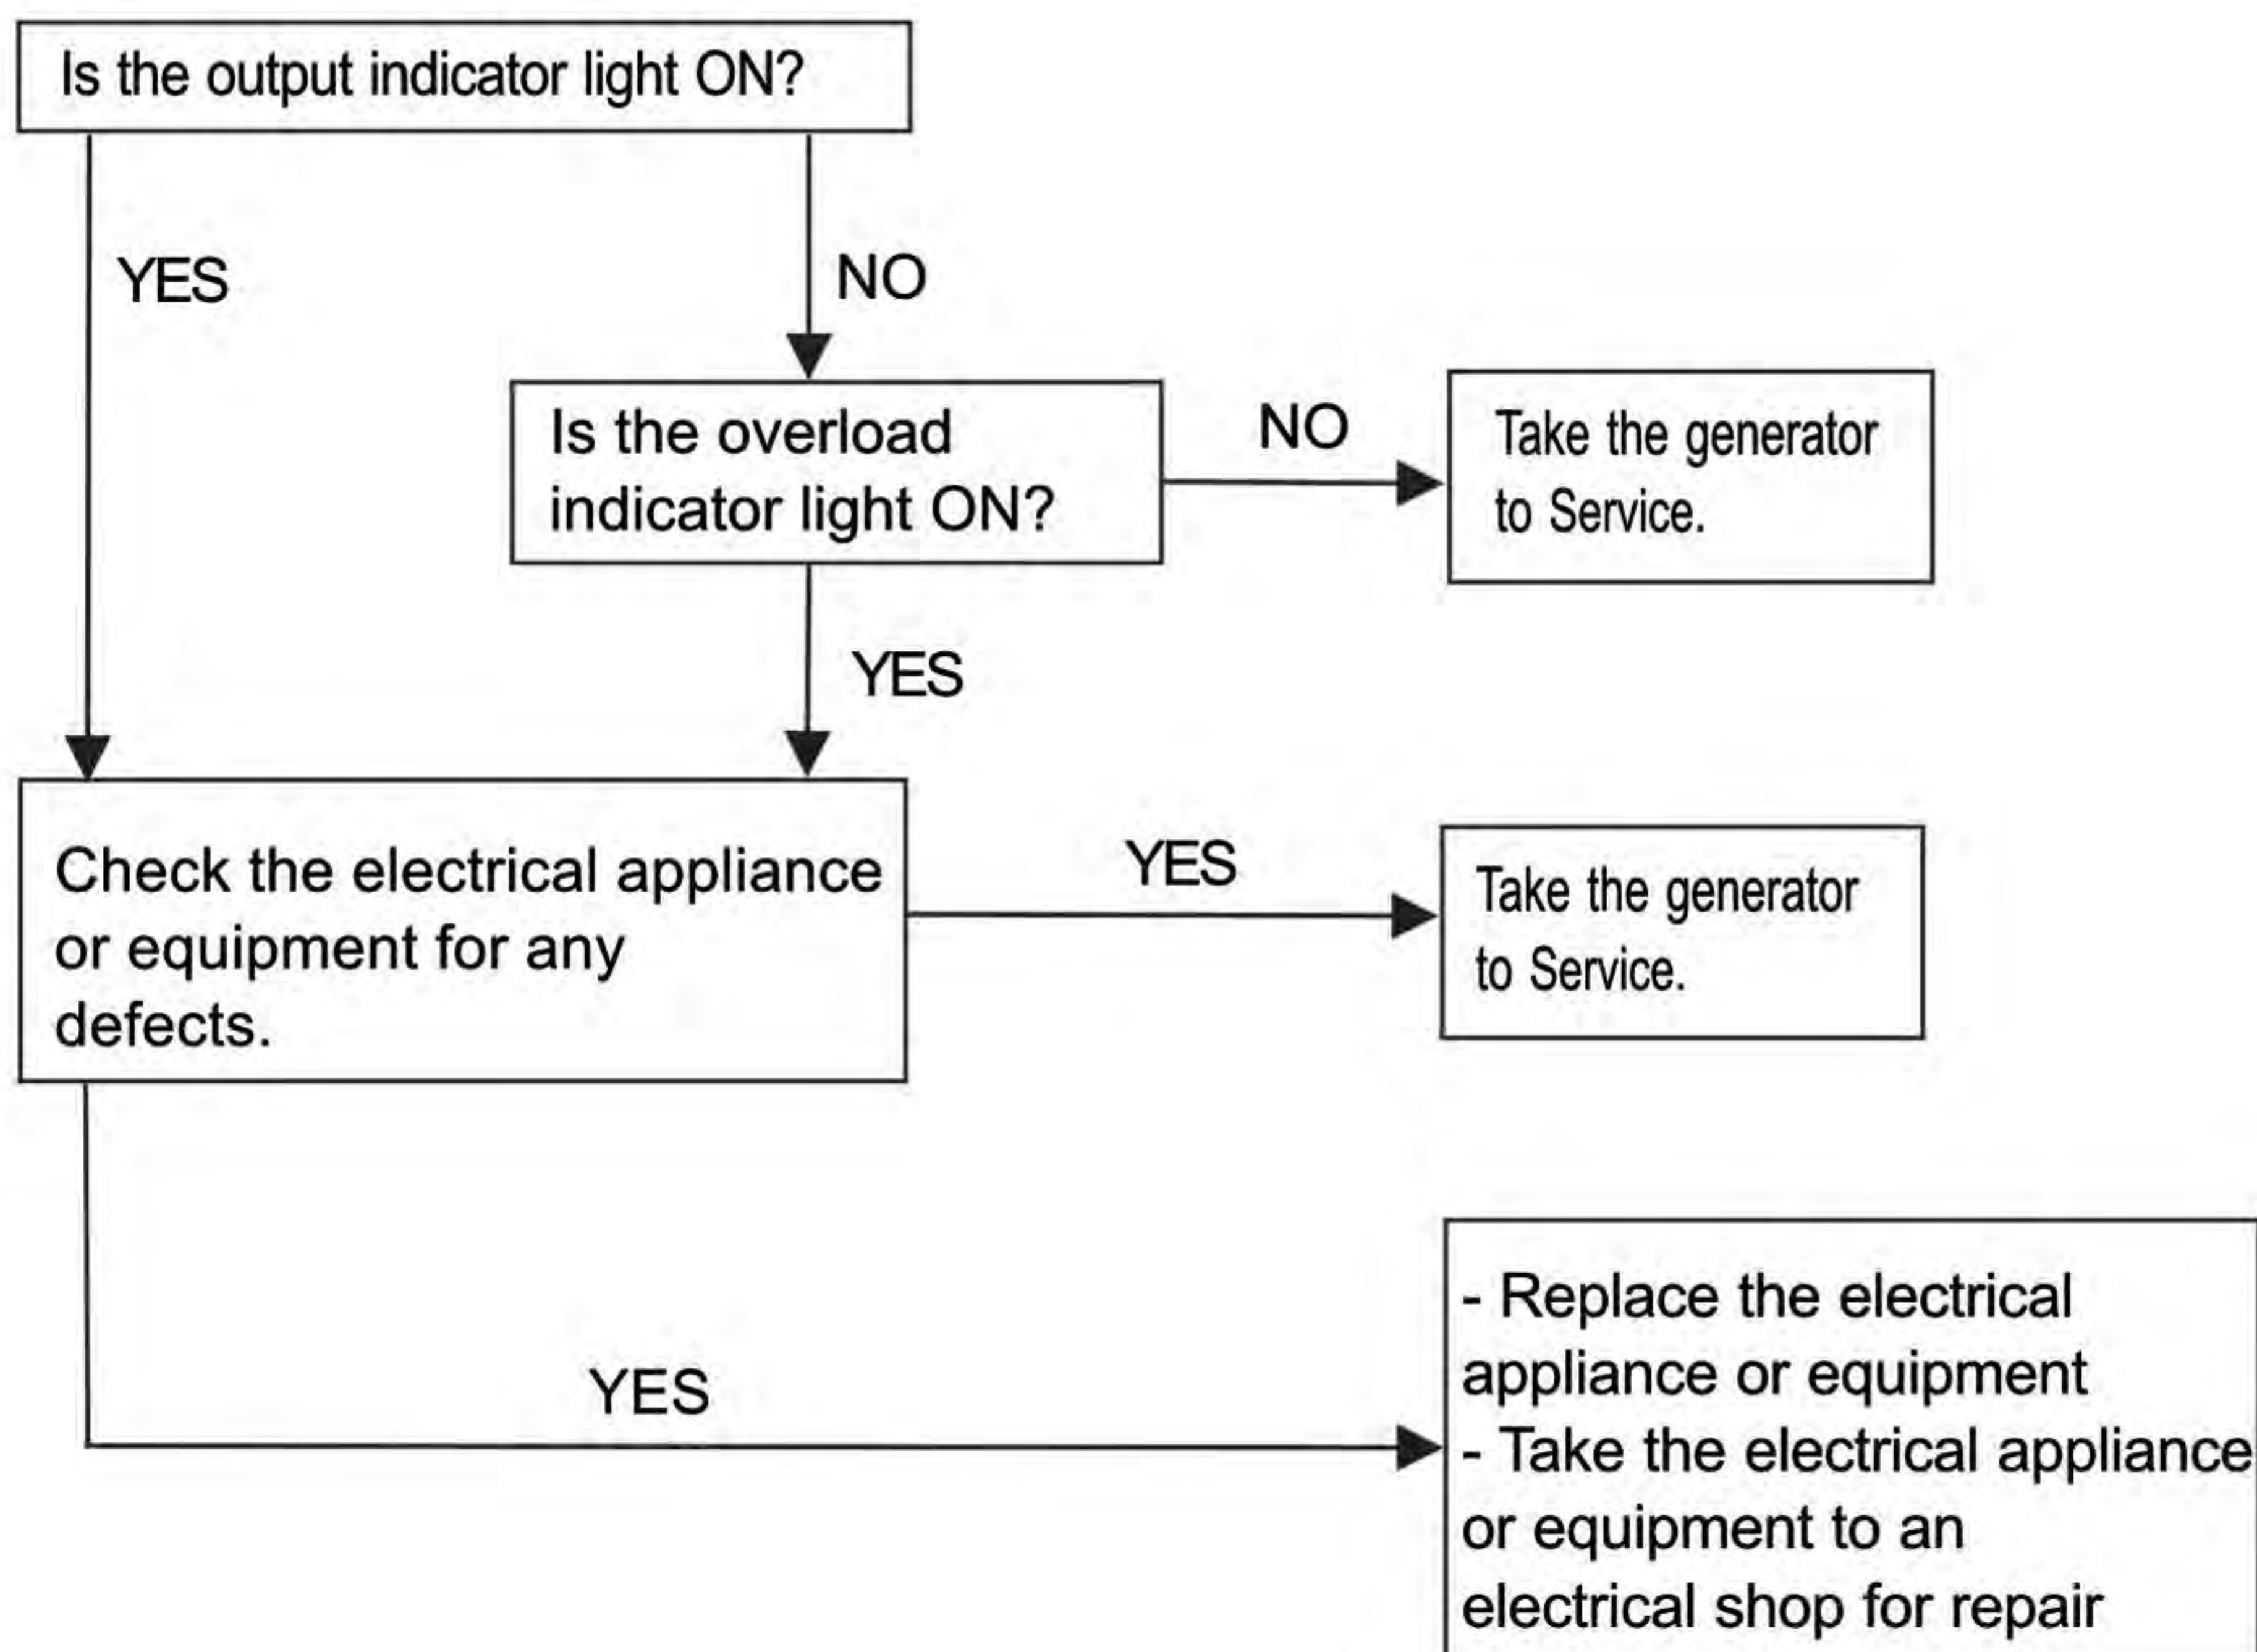 Is the output indicator light ON?
YES
NO
Is the overload
indicator light ON?
NO
Take the generator
to Service.
YES
Check the electrical appliance
or equipment for any
defects.
YES
Take the generator
to Service.
YES
- Replace the electrical
appliance or equipment
- Take the electrical appliance
or equipment to an
electrical shop for repair